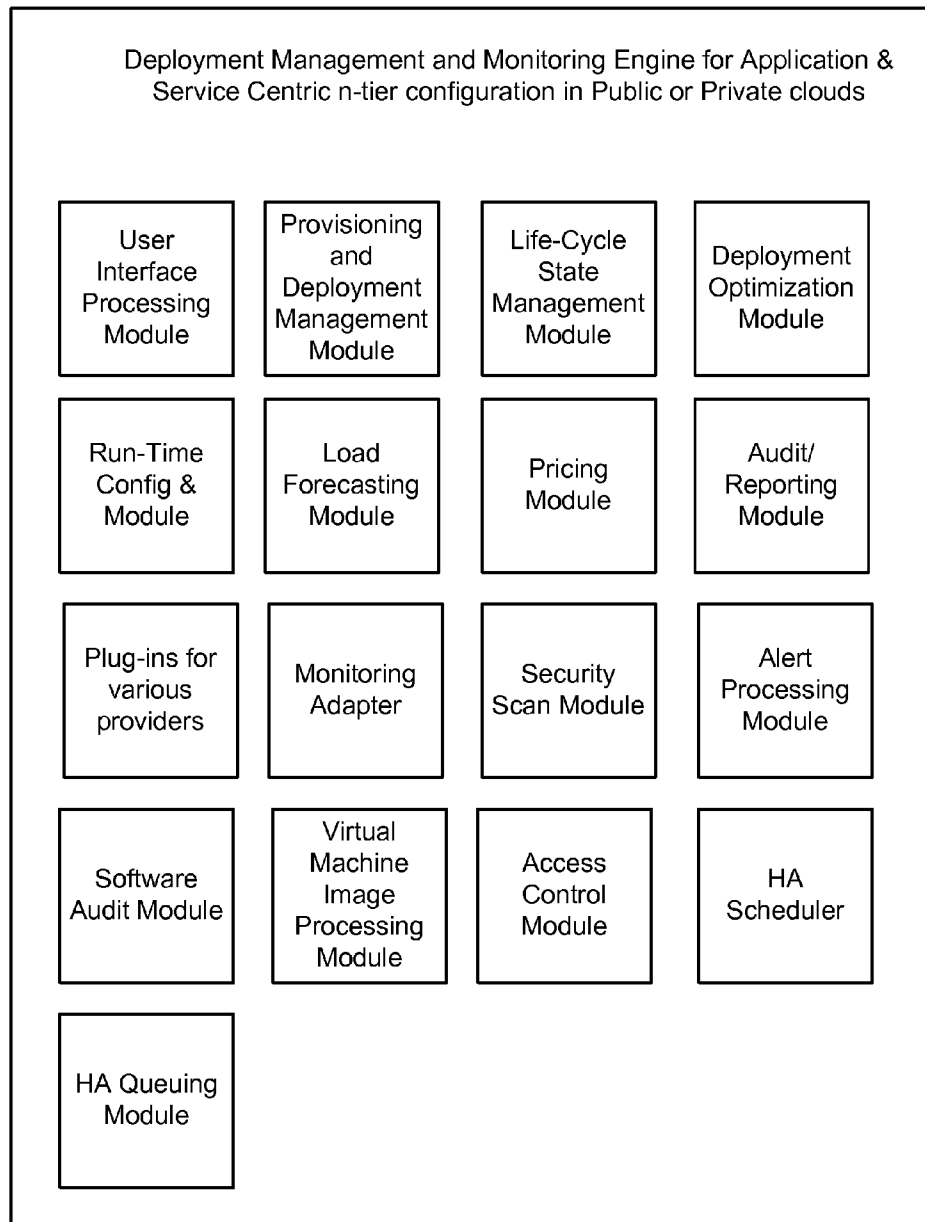 Deployment Management and Monitoring Engine for Application &
Service Centric n-tier configuration in Public or Private clouds
User
Interface
Processing
Module
Provisioning
and
Deployment
Management
Module
Life-Cycle
State
Management
Module
Deployment
Optimization
Module
Run-Time
Config &
Module
Load
Forecasting
Module
Pricing
Module
Audit/
Reporting
Module
Plug-ins for
various
providers
Monitoring
Adapter
Security
Scan Module
Alert
Processing
Module
Software
Audit Module
Virtual
Machine
Image
Processing
Module
Access
Control
Module
HA
Scheduler
HA Queuing
Module